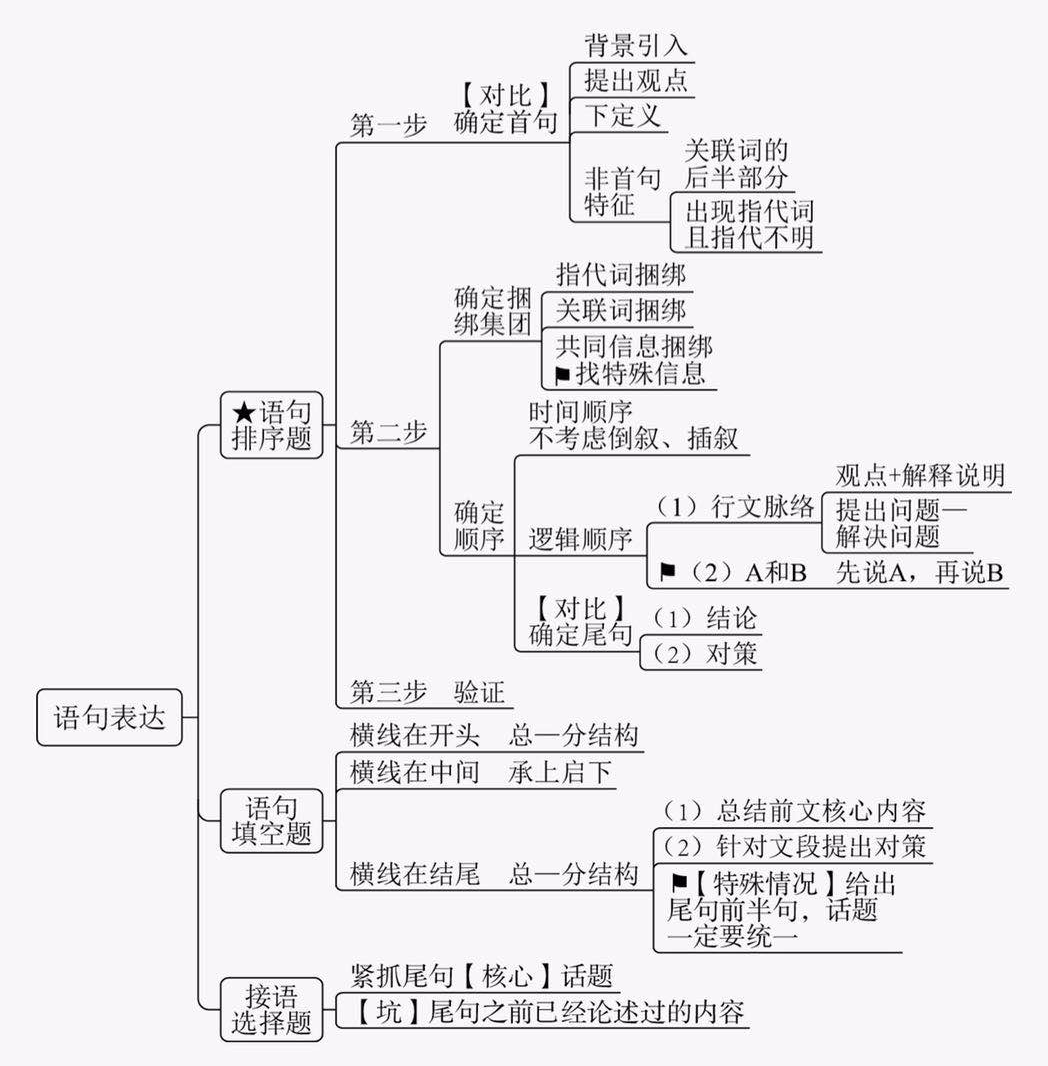 语句表达
★语句
排序题
第一步
【对比】
确定首句
背景引入
提出观点
下定义
非首句
特征
关联词的
后半部分
出现指代词
且指代不明
第二步
确定捆
绑集团
指代词捆绑
关联词捆绑
共同信息捆绑
⚑找特殊信息
确定
顺序
时间顺序
不考虑倒叙、插叙
逻辑顺序
（1）行文脉络
观点+解释说明
提出问题—
解决问题
⚑（2）A和B 先说A，再说B
【对比】
确定尾句
（1）结论
（2）对策
第三步 验证
语句
填空题
横线在开头 总—分结构
横线在中间 承上启下
横线在结尾 总—分结构
（1）总结前文核心内容
（2）针对文段提出对策
⚑【特殊情况】给出
尾句前半句，话题
一定要统一
接语
选择题
紧抓尾句【核心】话题
【坑】尾句之前已经论述过的内容